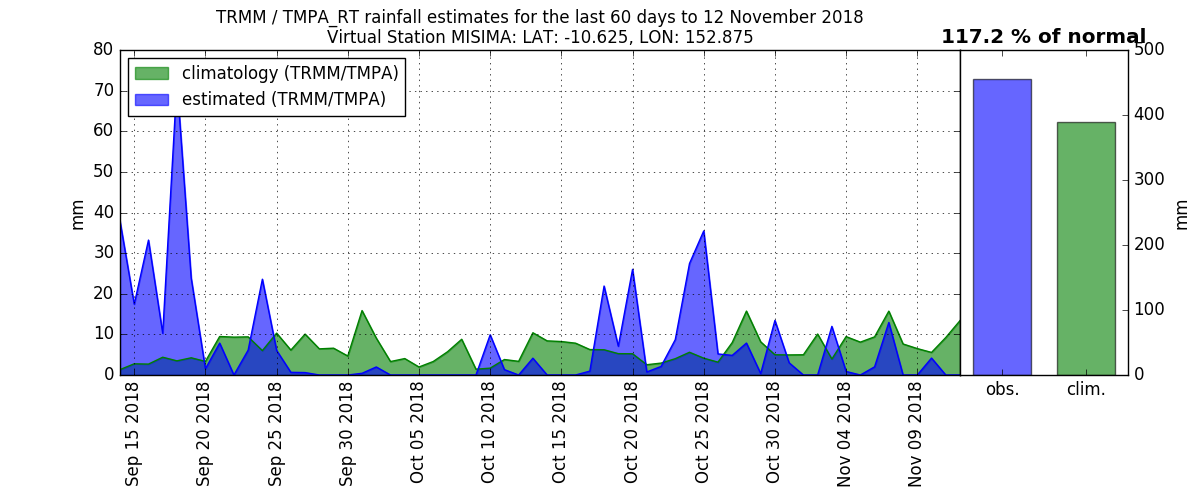 TRMM / TMPA_RT rainfall estimates for the last 60 days to 12 November 2018
Virtual Station MISIMA: LAT: -10.625, LON: 152.875
117.2 % of normal
climatology (TRMM/TMPA)
estimated (TRMM/TMPA)
80
70
60
50
40
30
20
10
0
mm
Sep 15 2018
Sep 20 2018
Sep 25 2018
Sep 30 2018
Oct 05 2018
Oct 10 2018
Oct 15 2018
Oct 20 2018
Oct 25 2018
Oct 30 2018
Nov 04 2018
Nov 09 2018
obs.
clim.
500
400
300
200
100
0
mm